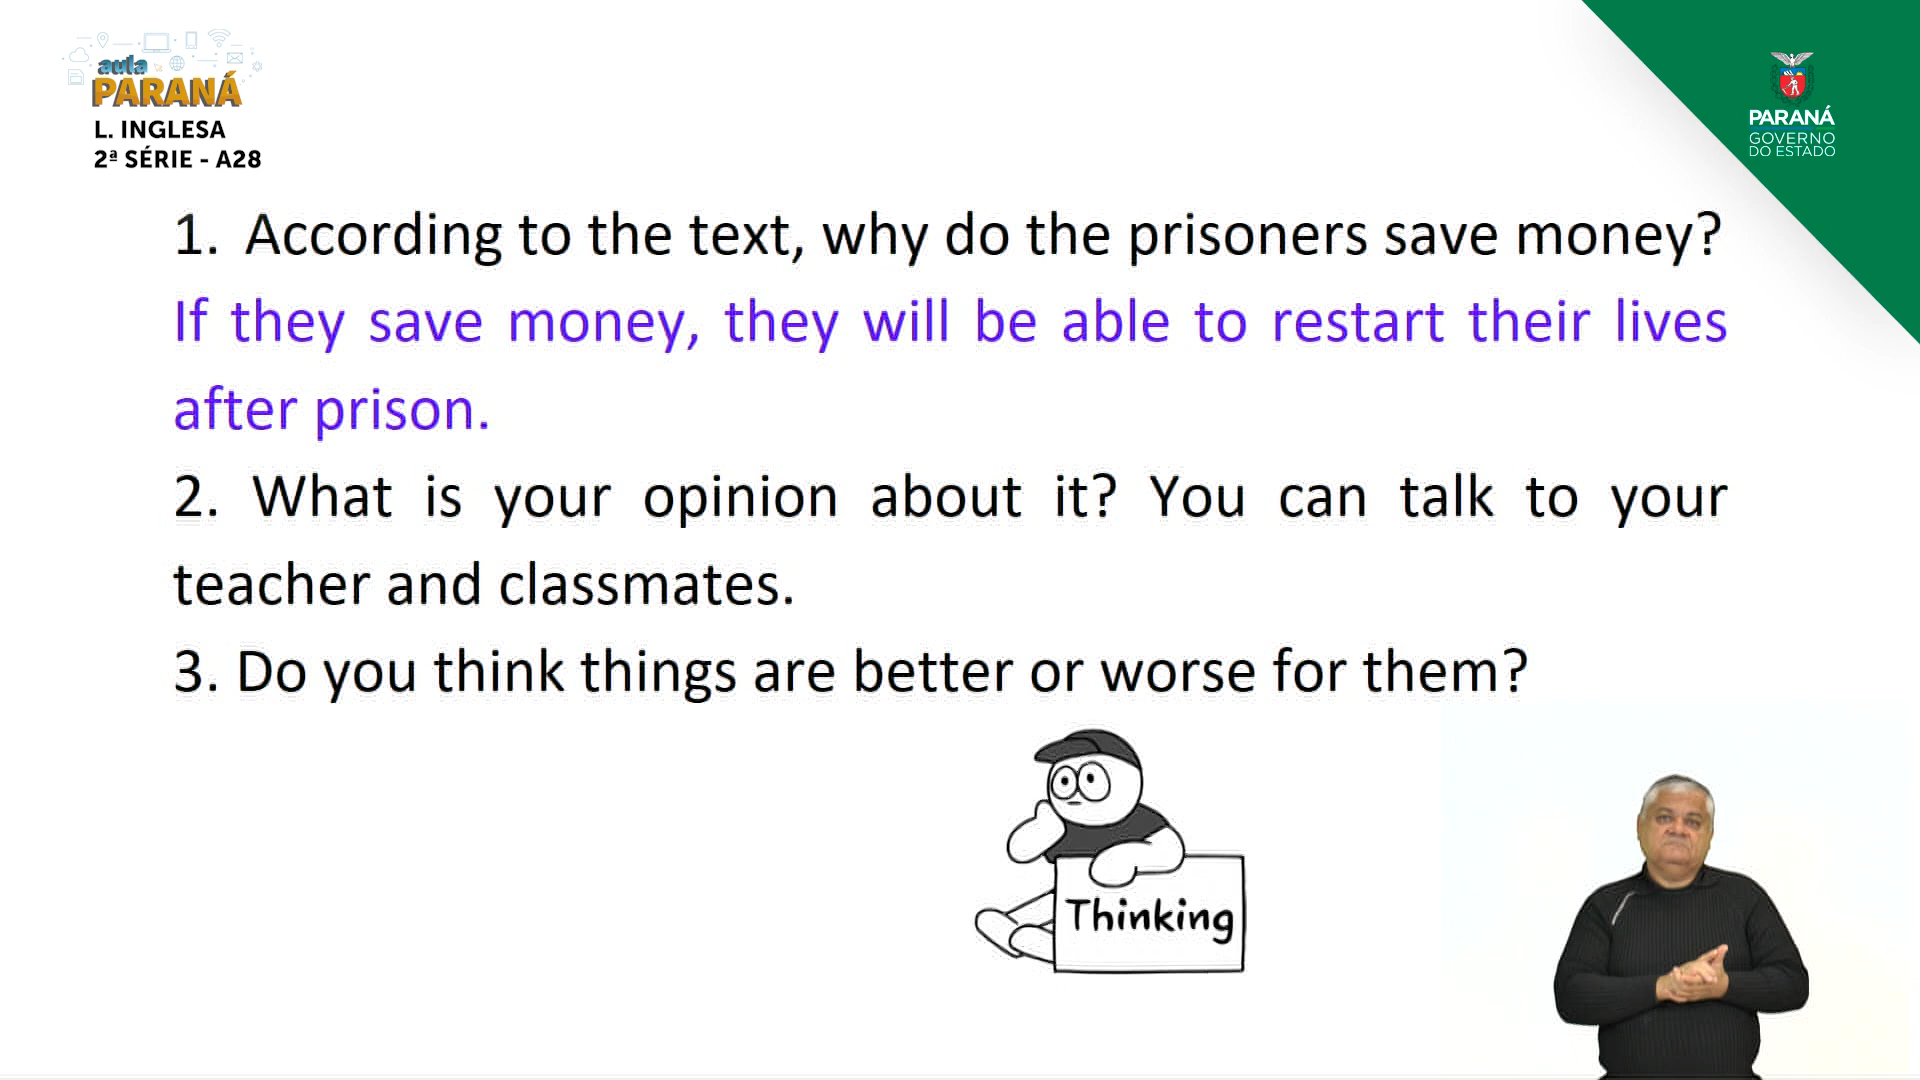 aula
PARANÁ
L. INGLESA
2ª SÉRIE - A28
PARANÁ
GOVERNO
DO ESTADO
1. According to the text, why do the prisoners save money?
If they save money, they will be able to restart their lives
after prison.
2. What is your opinion about it? You can talk to your
teacher and classmates.
3. Do you think things are better or worse for them?
Thinking